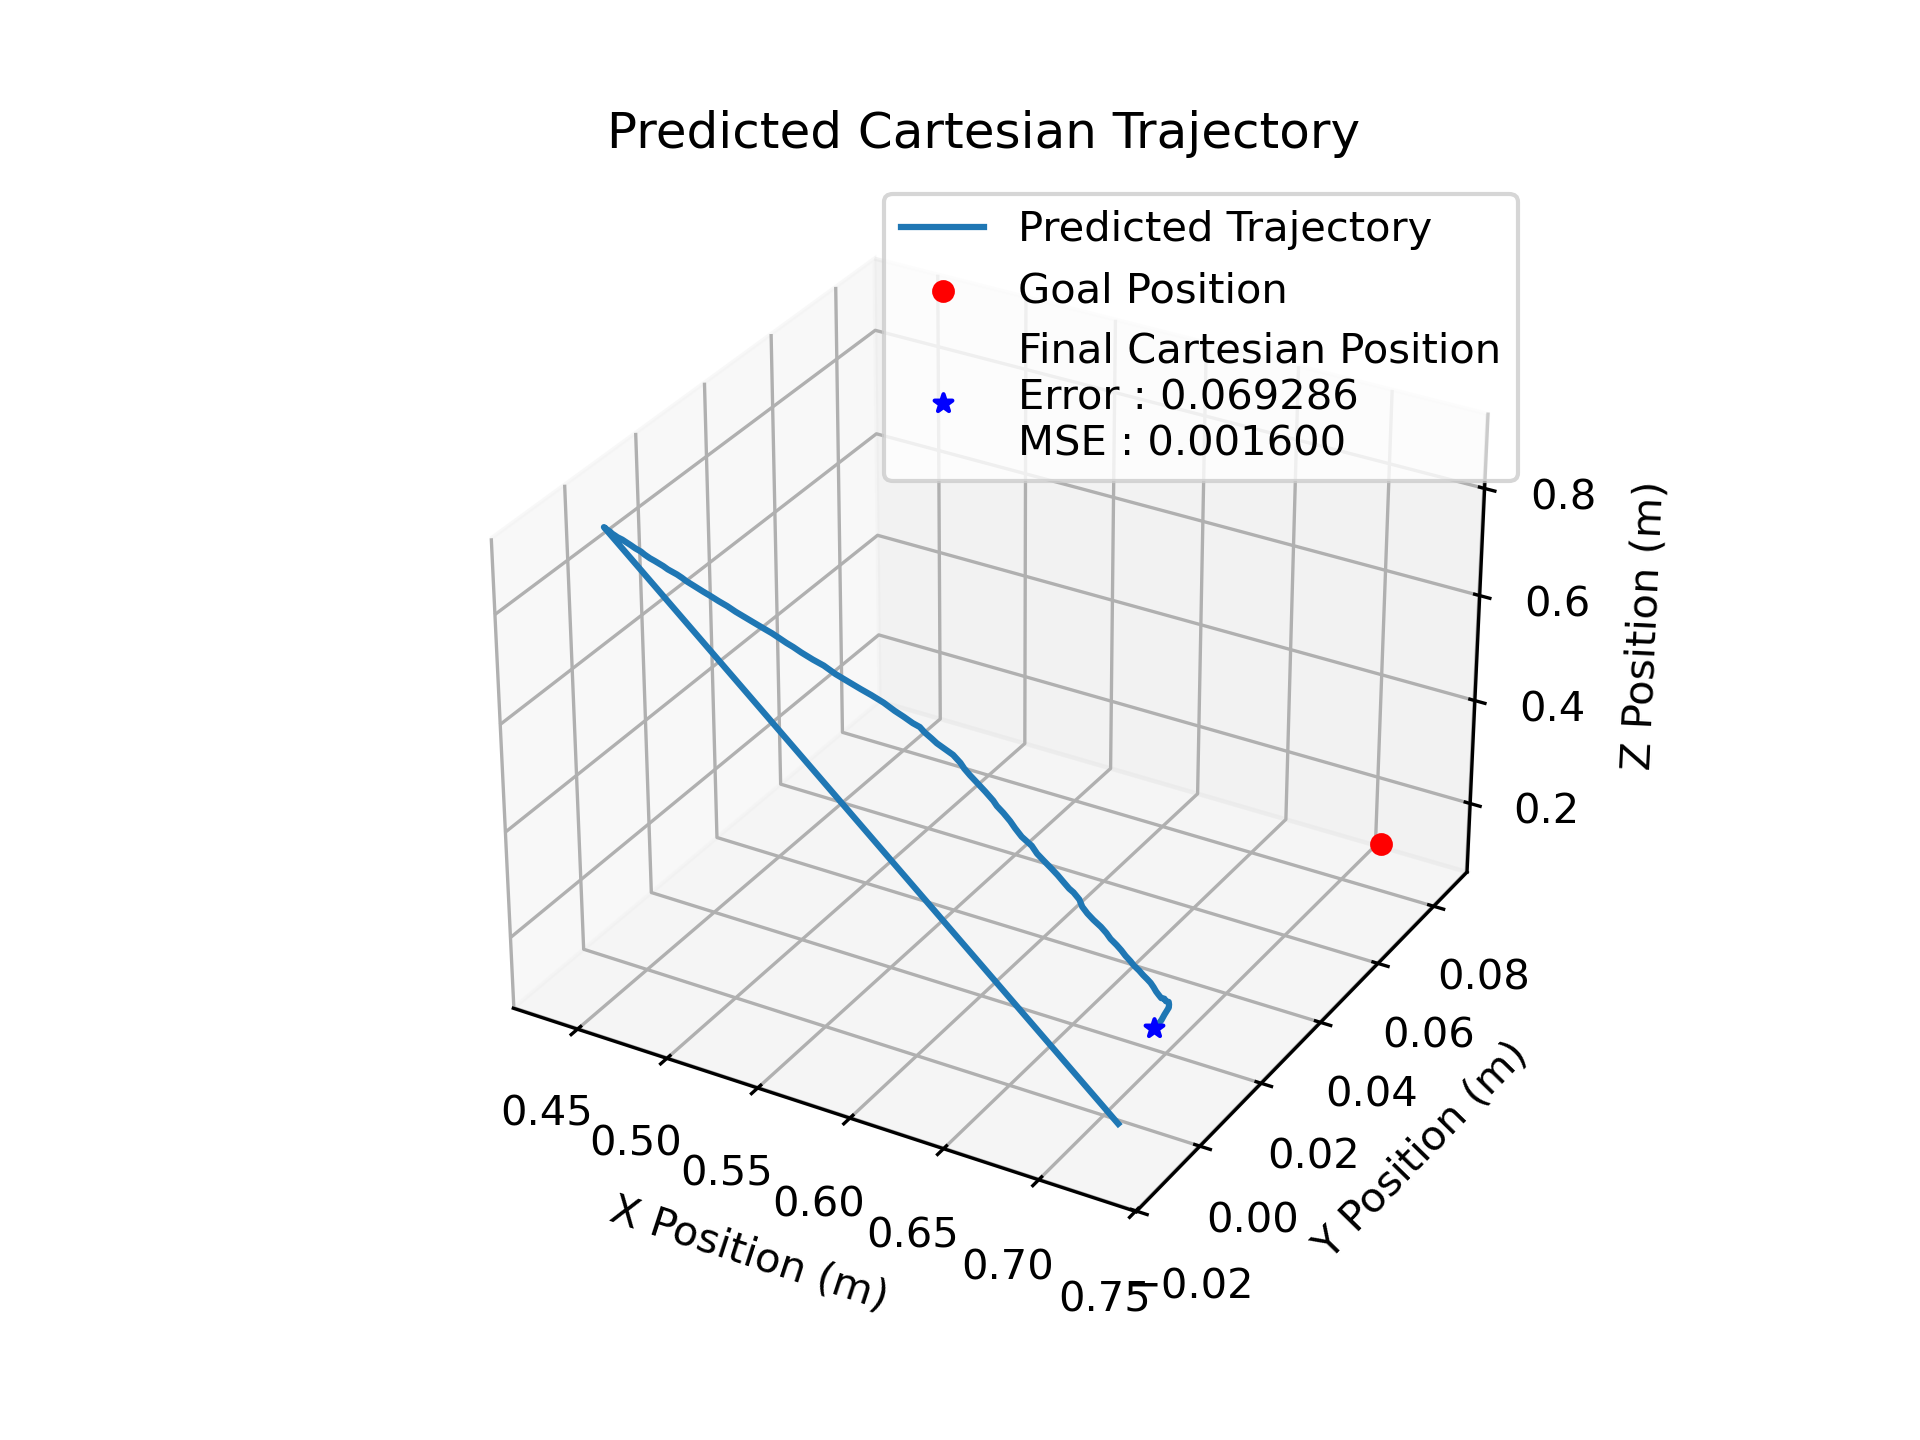 Predicted Cartesian Trajectory
Predicted Trajectory
Goal Position
Final Cartesian Position
Error : 0.069286
MSE : 0.001600
0.8
0.6
0.4
0.2
Z Position (m)
0.08
0.06
0.04
0.02
0.00
−0.02
Y Position (m)
0.45
0.50
0.55
0.60
0.65
0.70
0.75
X Position (m)